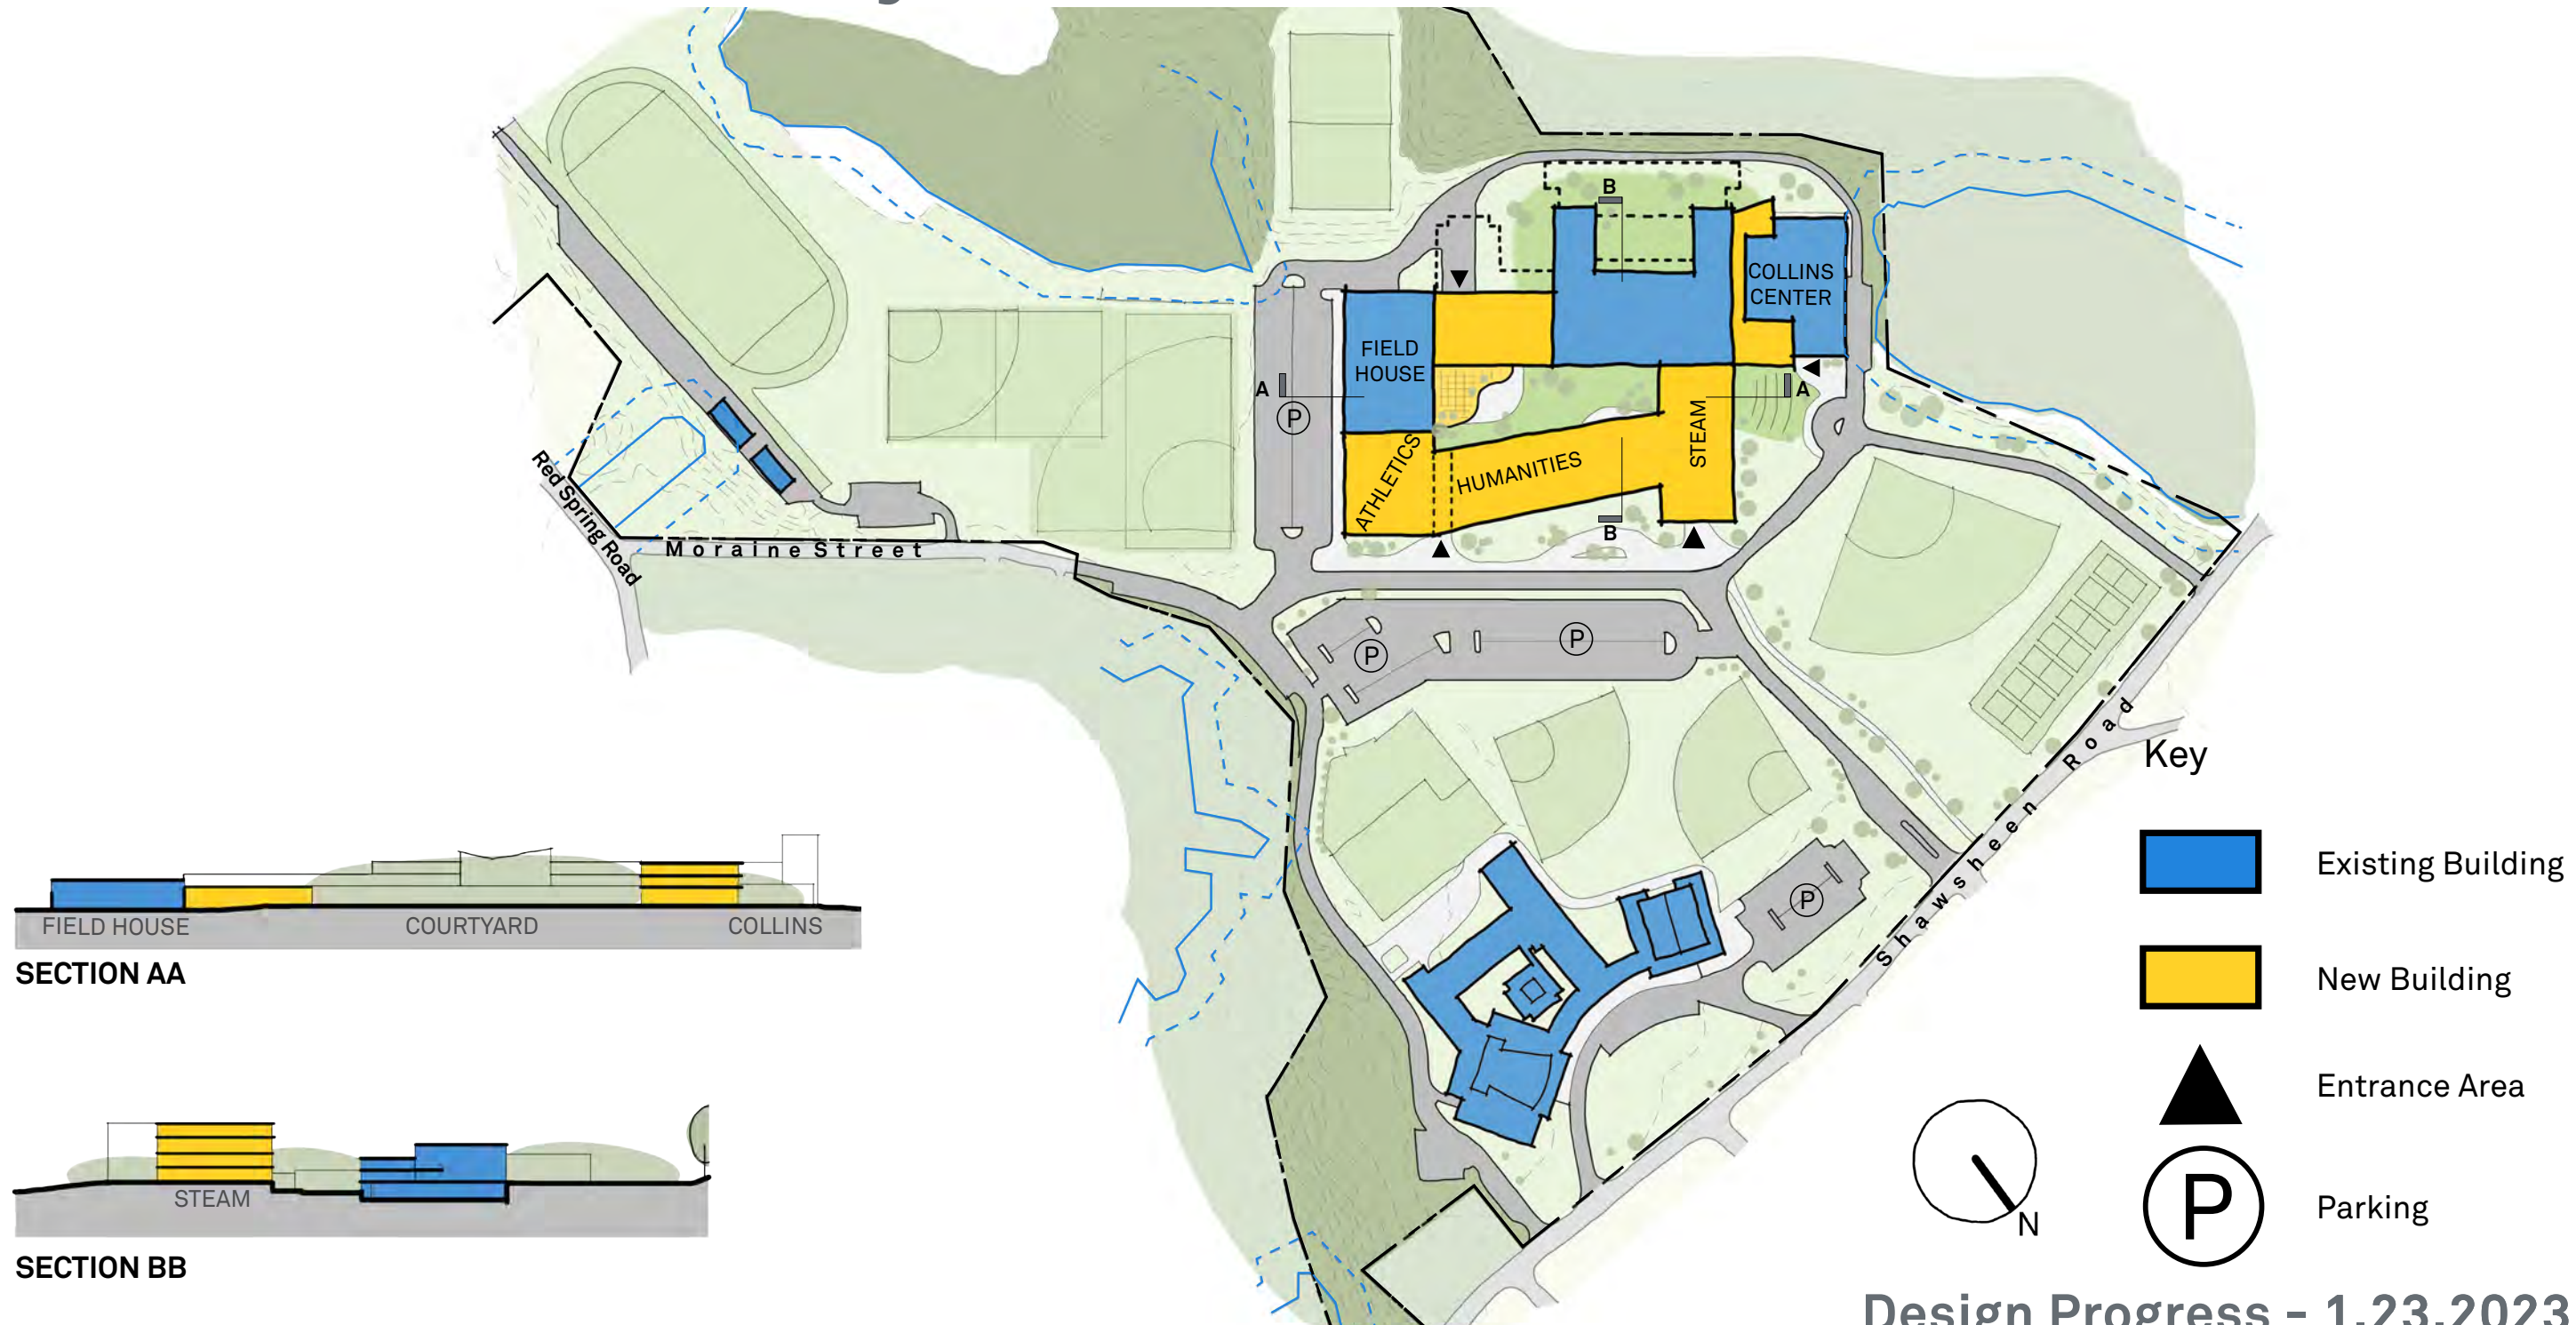 B
COLLINS
CENTER
FIELD
HOUSE
A
P
A
STEAM
ATHLETICS
HUMANITIES
B
Red Spring Road
Moraine Street
P
P
Shawsheen Road
P
Key
Existing Building
New Building
Entrance Area
P
Parking
N
FIELD HOUSE
COURTYARD
COLLINS
SECTION AA
STEAM
SECTION BB
Design Progress - 1.23.2023